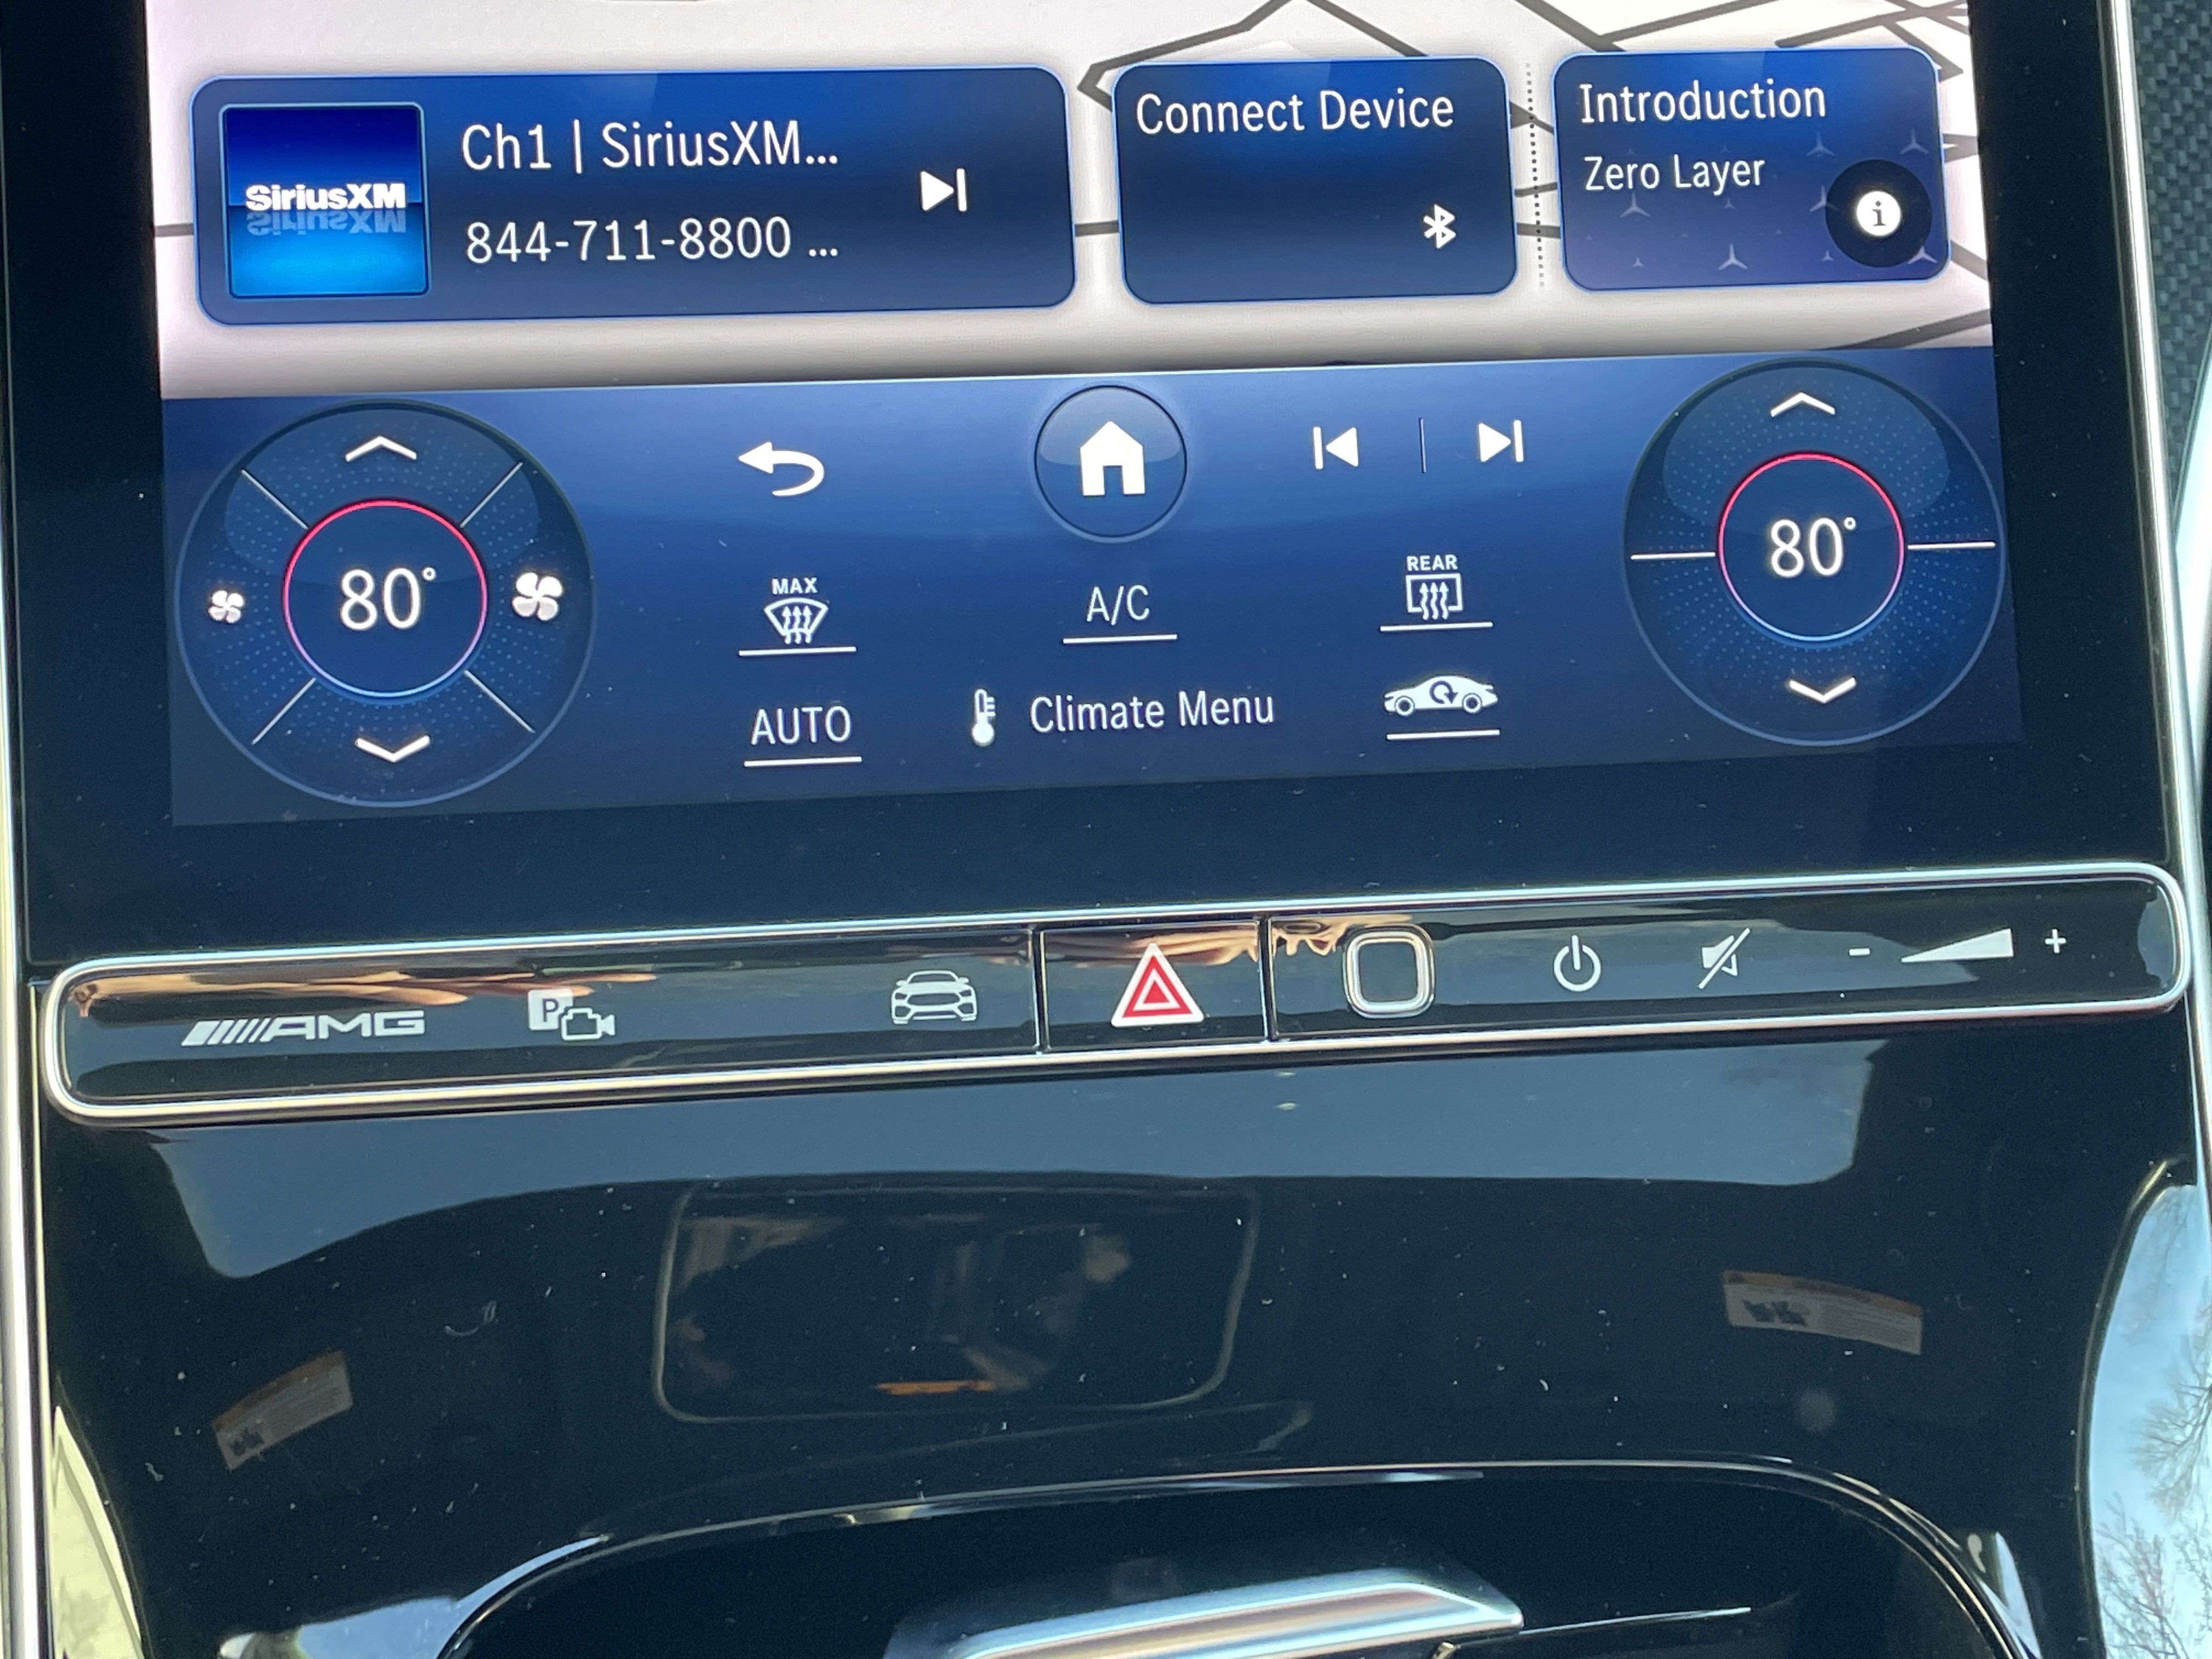 SiriusXM
Ch1 | SiriusXM...
844-711-8800 ...
Connect Device
Introduction
Zero Layer
80°
MAX
A/C
REAR
80°
AUTO
Climate Menu
AMG
P
- +